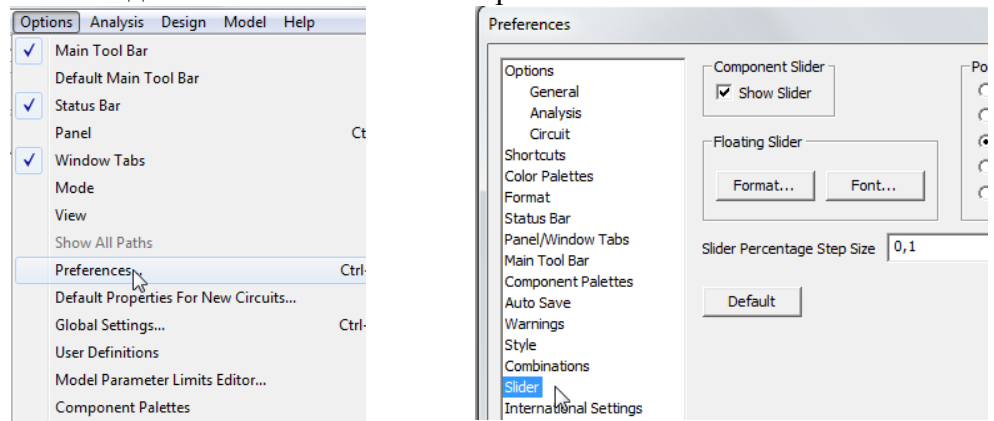 Options Analysis Design Model Help
Main Tool Bar
Default Main Tool Bar
Status Bar
Panel Ct
Window Tabs
Mode
View
Show All Paths
Preferences... Ctrl-
Default Properties For New Circuits...
Global Settings... Ctrl-
User Definitions
Model Parameter Limits Editor...
Component Palettes
Preferences
Options
General
Analysis
Circuit
Shortcuts
Color Palettes
Format
Status Bar
Panel/Window Tabs
Main Tool Bar
Component Palettes
Auto Save
Warnings
Style
Combinations
Slider
International Settings
Component Slider
Show Slider
Floating Slider
Format... Font...
Slider Percentage Step Size 0,1
Default
Po